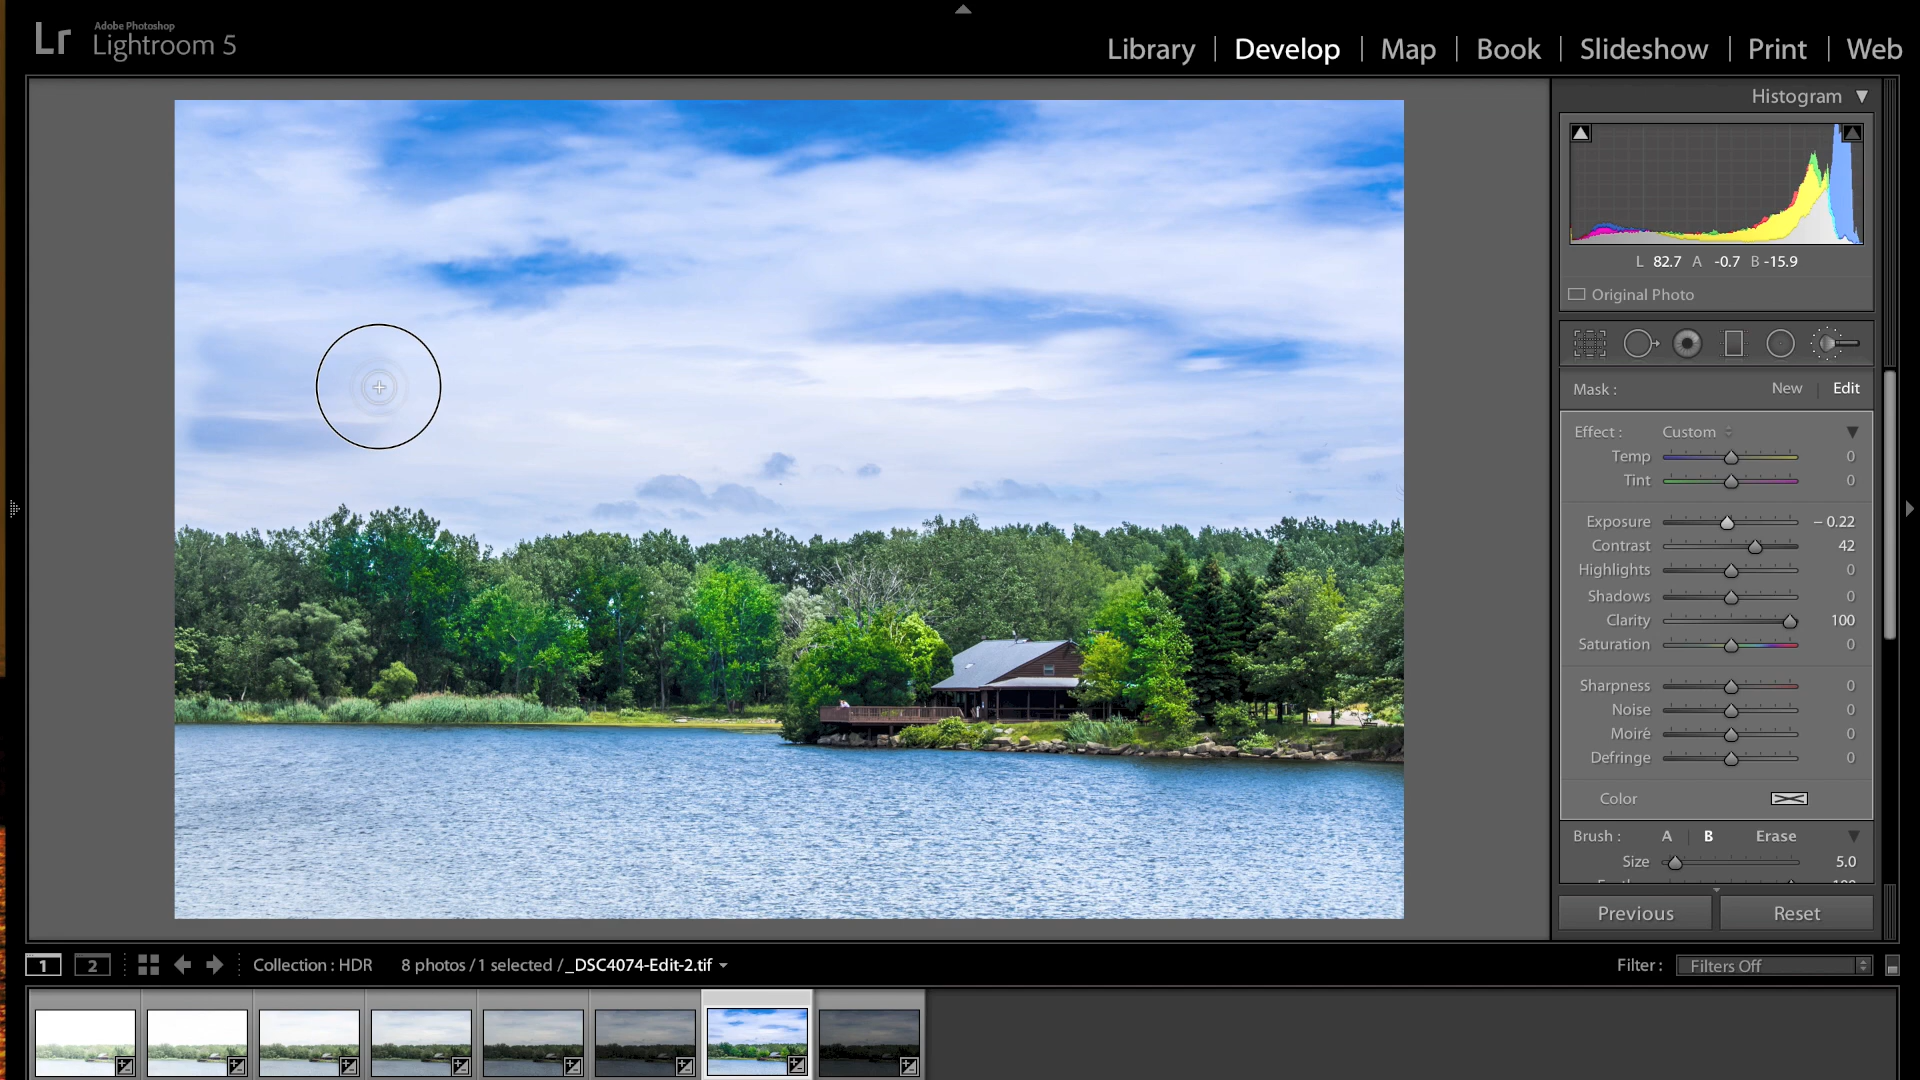 Lr Adobe Photoshop
Lightroom 5
Library | Develop | Map | Book | Slideshow | Print | Web
Histogram
L 82.7 A -0.7 B -15.9
Original Photo
Mask : New | Edit
Effect : Custom
Temp 0
Tint 0
Exposure – 0.22
Contrast 42
Highlights 0
Shadows 0
Clarity 100
Saturation 0
Sharpness 0
Noise 0
Moiré 0
Defringe 0
Color
Brush : A | B Erase
Size 5.0
Previous Reset
1 2 Collection : HDR 8 photos / 1 selected / _DSC4074-Edit-2.tif Filter : Filters Off